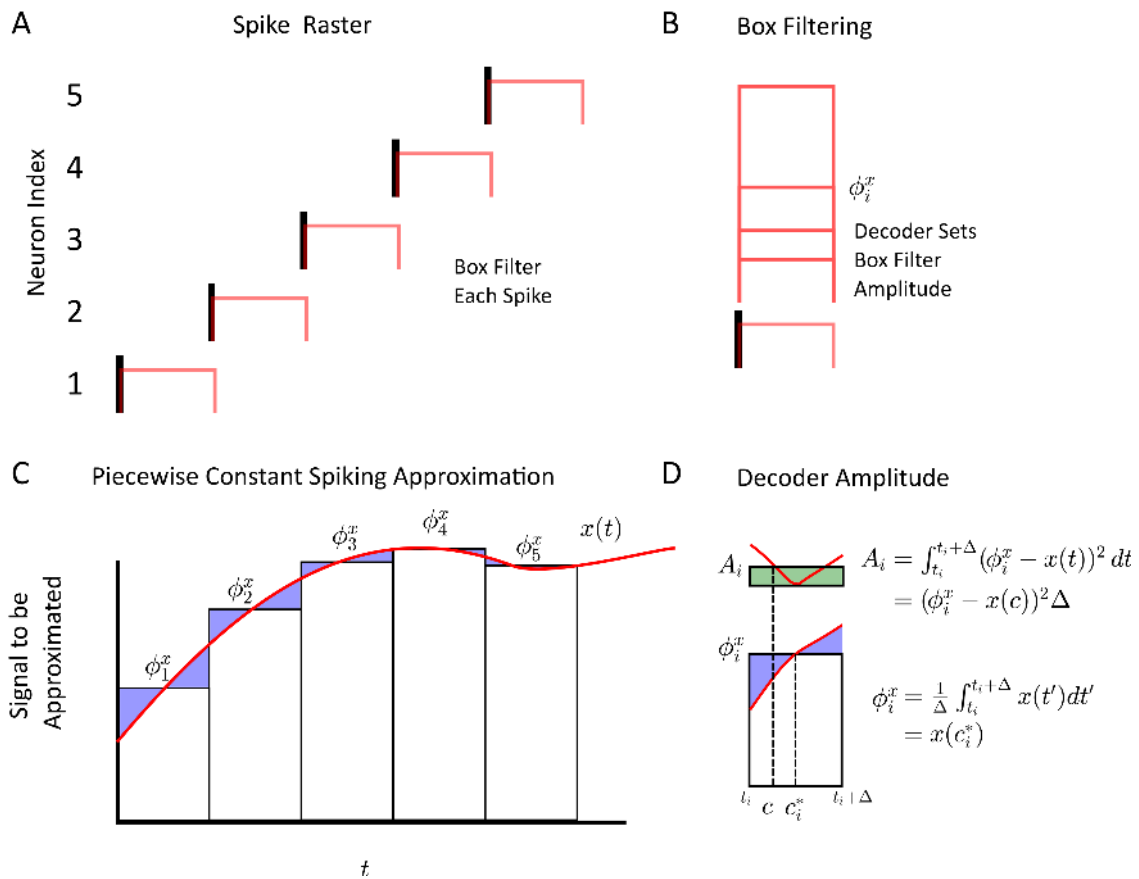 A
Spike Raster
Neuron Index
5
4
3
2
1
Box Filter
Each Spike
B
Box Filtering
ϕ_i^x
Decoder Sets
Box Filter
Amplitude
C
Piecewise Constant Spiking Approximation
Signal to be
Approximated
ϕ_1^x
ϕ_2^x
ϕ_3^x
ϕ_4^x
ϕ_5^x
x(t)
t
D
Decoder Amplitude
A_i
A_i = ∫_{t_i}^{t_i+Δ} (ϕ_i^x − x(t))^2 dt
= (ϕ_i^x − x(c))^2 Δ
ϕ_i^x
ϕ_i^x = 1/Δ ∫_{t_i}^{t_i+Δ} x(t′)dt′
= x(c_i^*)
t_i c c_i^* t_i + Δ